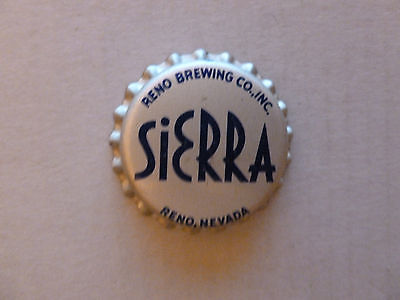 RENO BREWING CO., INC.
SiERRA
RENO, NEVADA